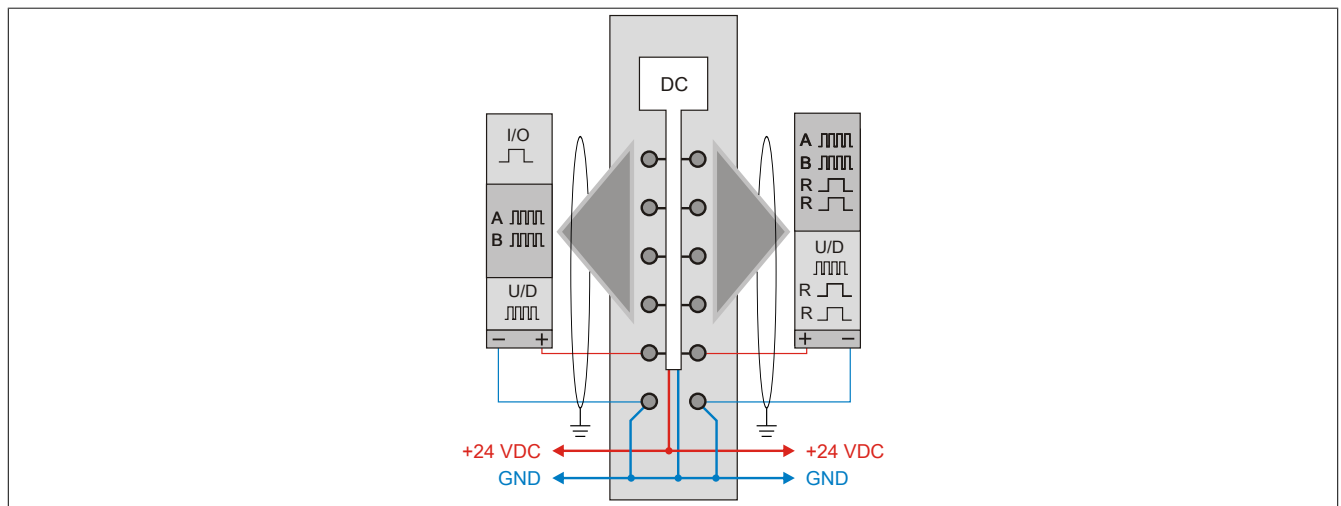 DC
I/O
A
B
U/D
− +
A
B
R
R
U/D
R
R
+ −
+24 VDC
+24 VDC
GND
GND